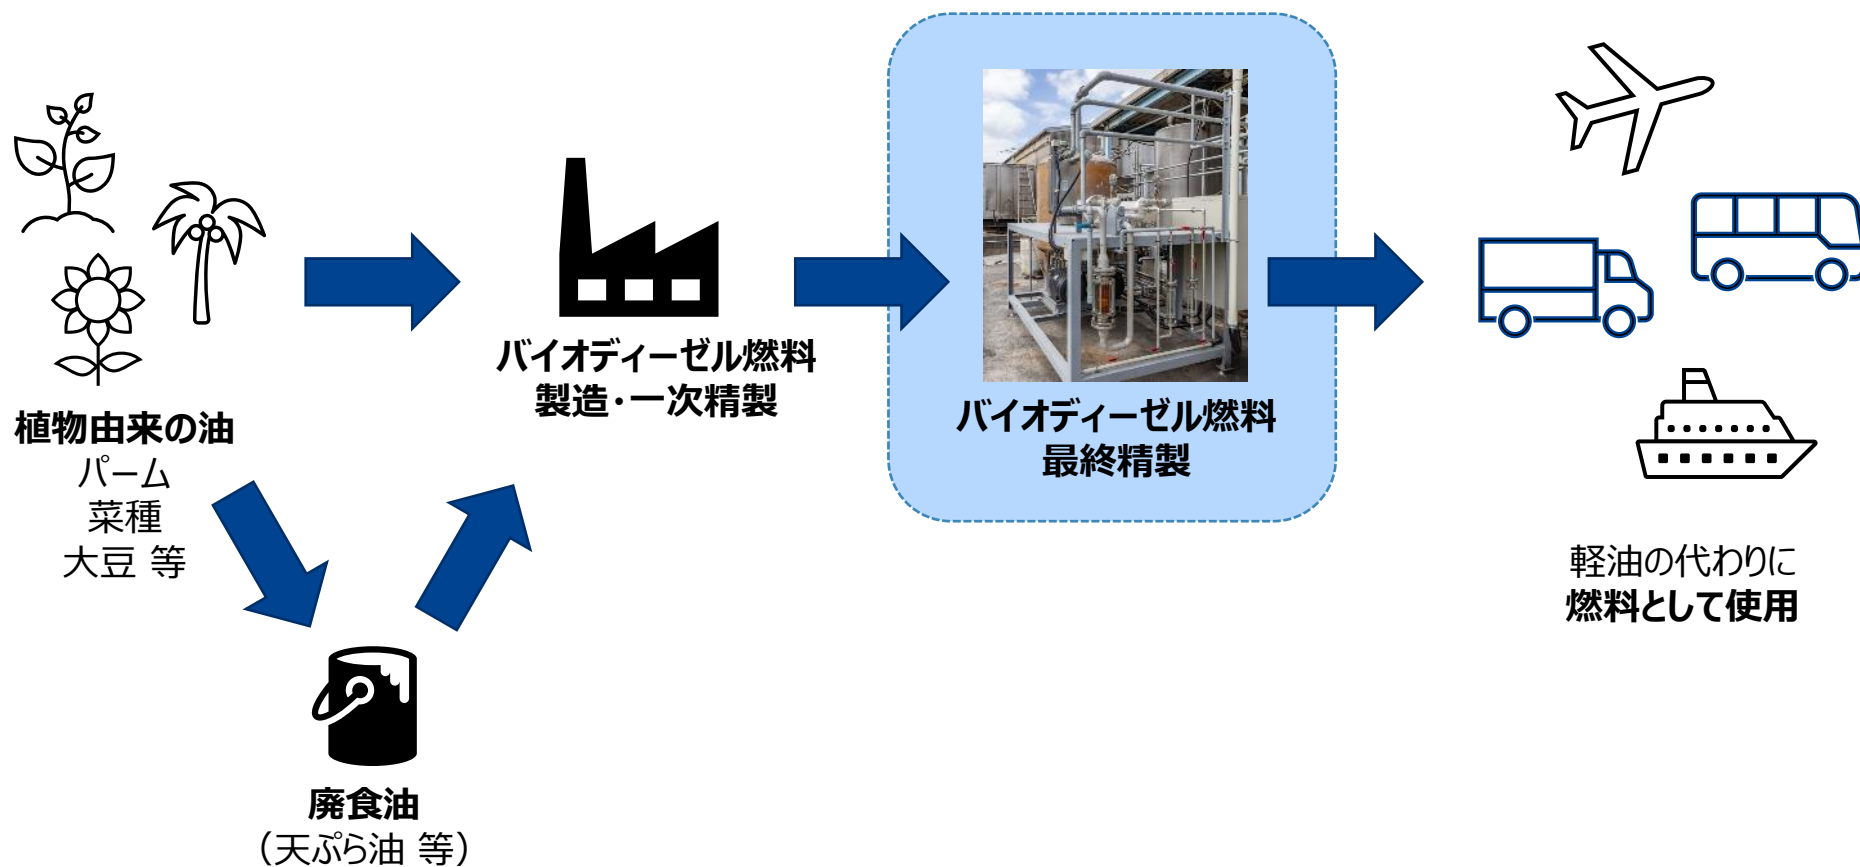 植物由来の油
パーム
菜種
大豆 等
廃食油
（天ぷら油 等）
バイオディーゼル燃料
製造・一次精製
バイオディーゼル燃料
最終精製
軽油の代わりに
燃料として使用